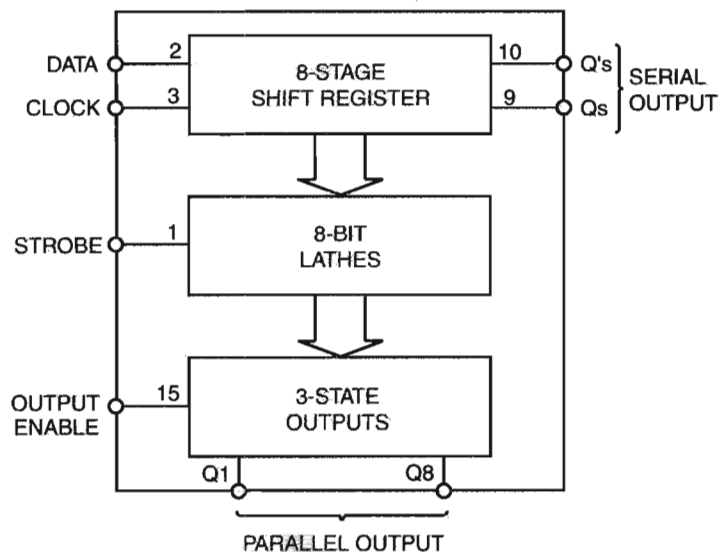 DATA
2
8-STAGE
SHIFT REGISTER
10
Q's
CLOCK
3
9
Qs
SERIAL
OUTPUT
STROBE
1
8-BIT
LATHES
OUTPUT
ENABLE
15
3-STATE
OUTPUTS
Q1
Q8
PARALLEL OUTPUT